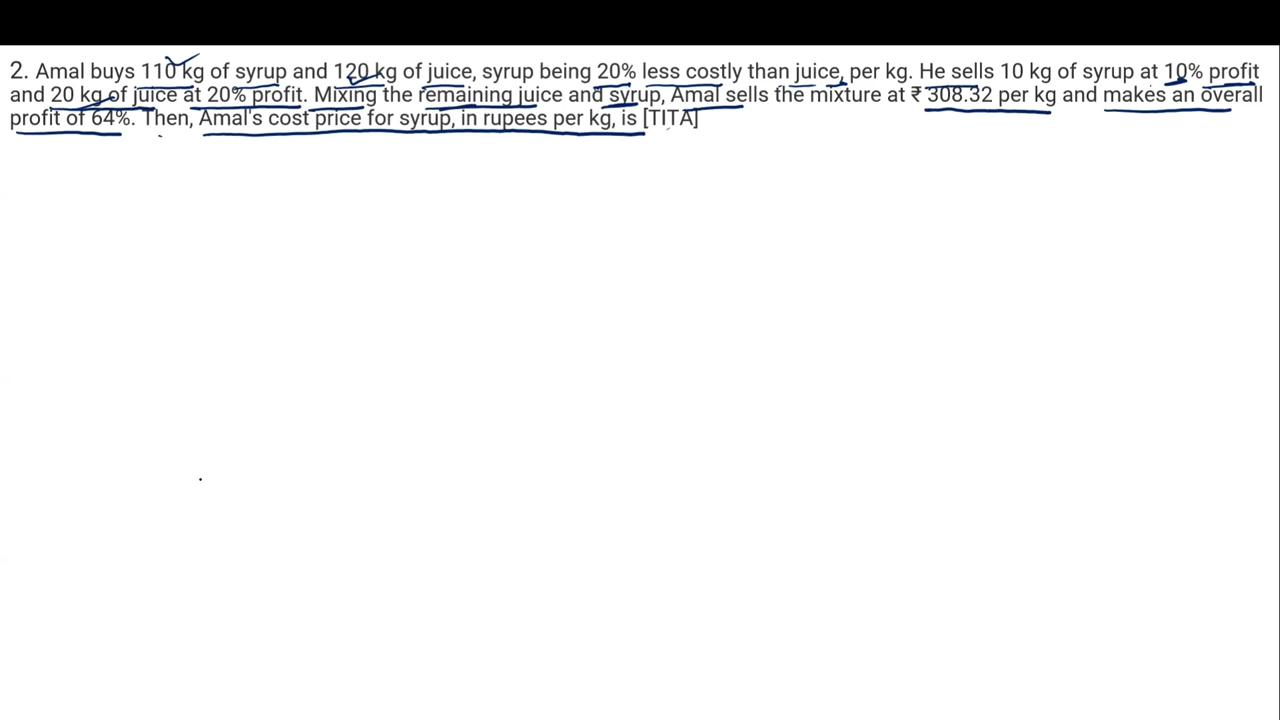 2. Amal buys 110 kg of syrup and 120 kg of juice, syrup being 20% less costly than juice, per kg. He sells 10 kg of syrup at 10% profit
and 20 kg of juice at 20% profit. Mixing the remaining juice and syrup, Amal sells the mixture at ₹ 308.32 per kg and makes an overall
profit of 64%. Then, Amal's cost price for syrup, in rupees per kg, is [TITA]